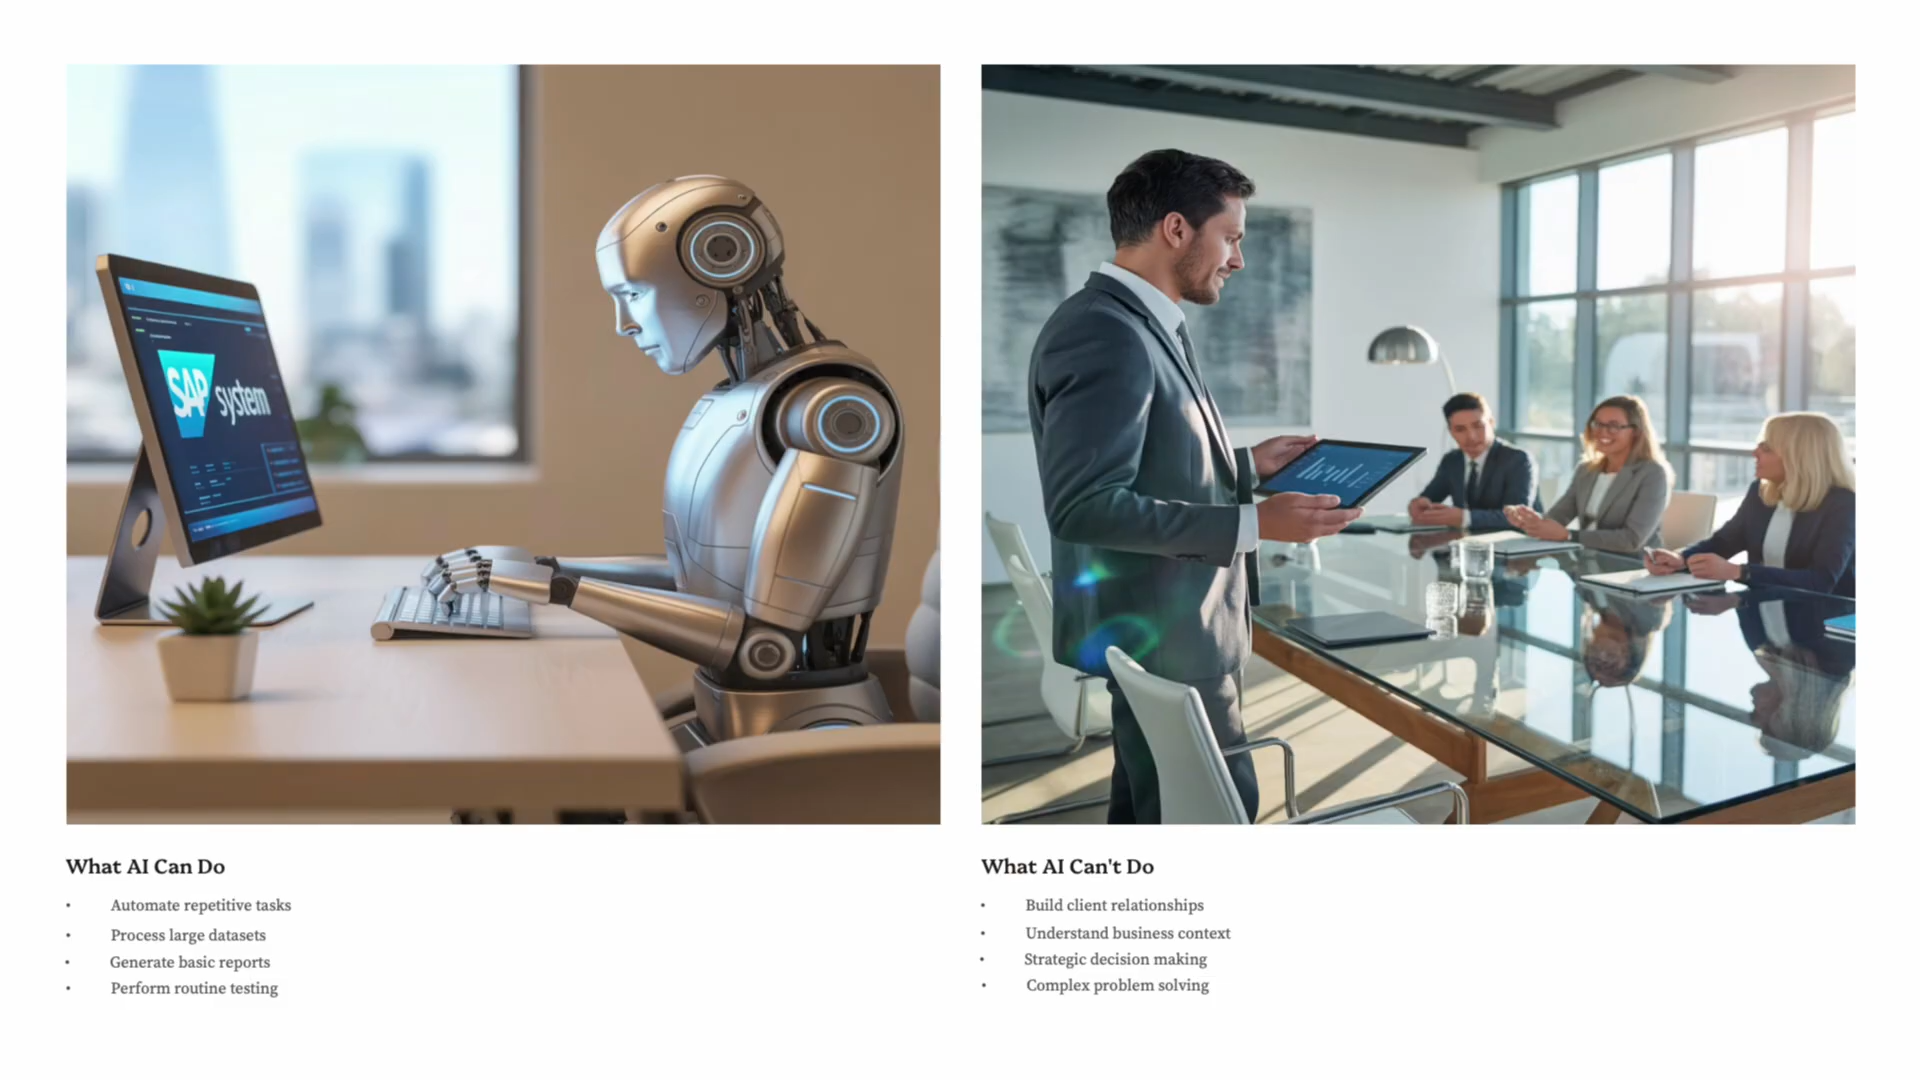 SAP system
What AI Can Do
• Automate repetitive tasks
• Process large datasets
• Generate basic reports
• Perform routine testing
What AI Can't Do
• Build client relationships
• Understand business context
• Strategic decision making
• Complex problem solving